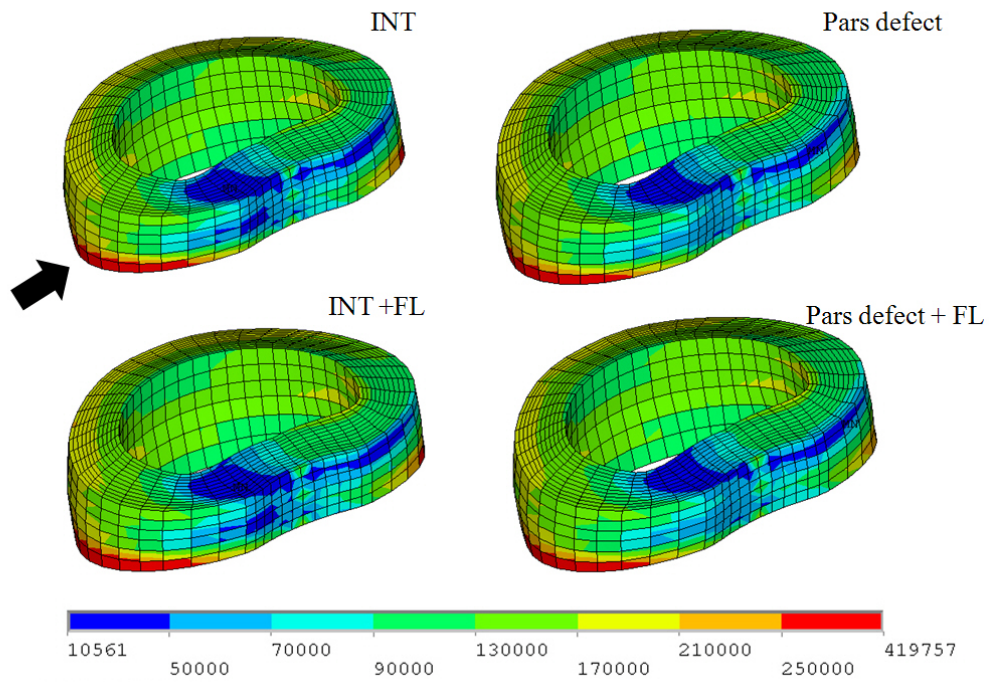 INT
Pars defect
INT +FL
Pars defect + FL
10561 70000 130000 210000 419757
50000 90000 170000 250000